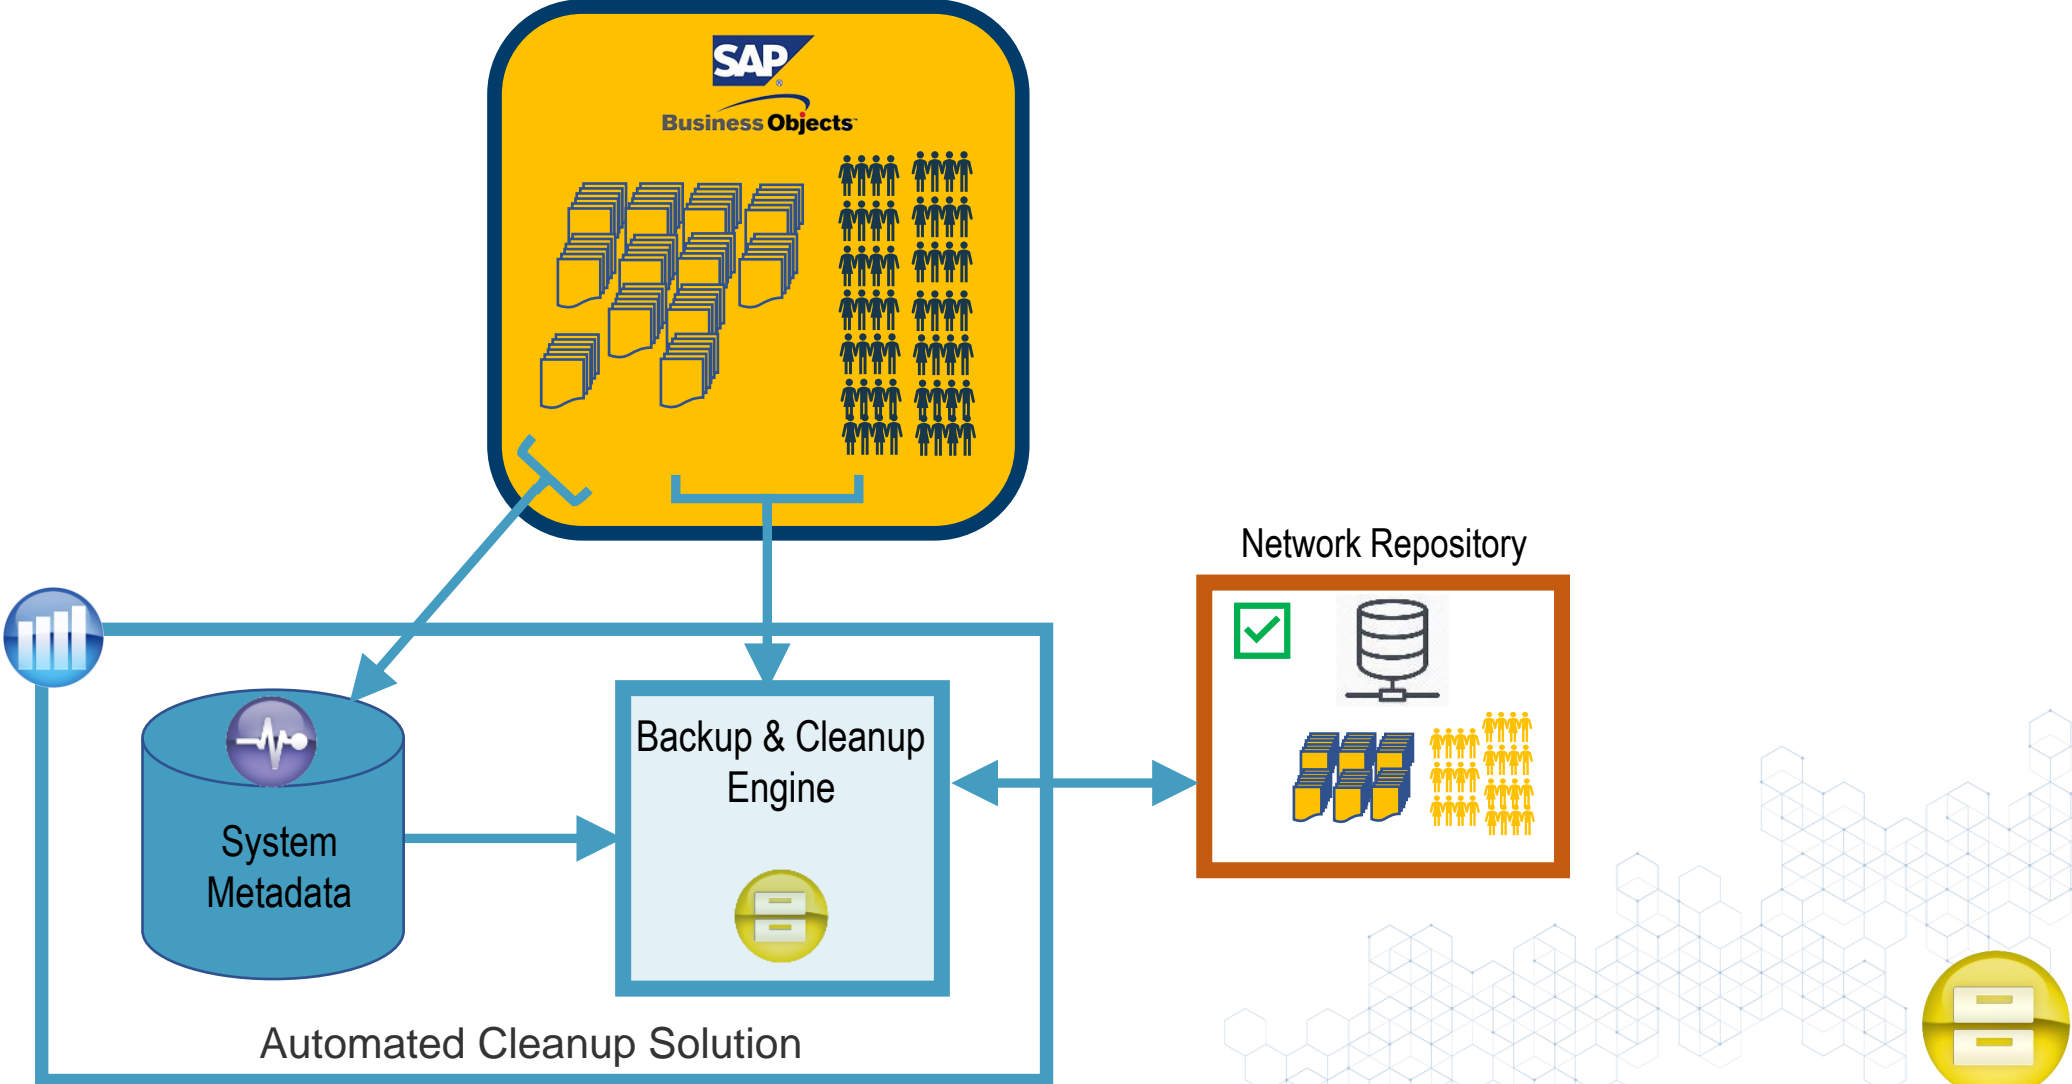 SAP
Business Objects
Network Repository
Backup & Cleanup
Engine
System
Metadata
Automated Cleanup Solution